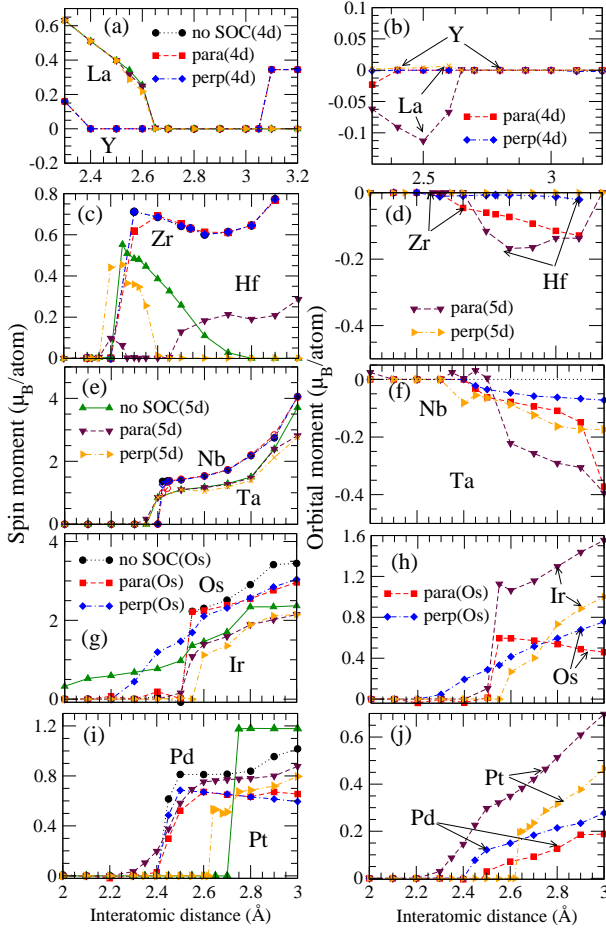 (a)
no SOC(4d)
para(4d)
perp(4d)
La
Y
0.6
0.4
0.2
0
0.2
2.4 2.6 2.8 3 3.2
(b)
Y
La
para(4d)
perp(4d)
0.1
0.05
0
-0.05
-0.1
2.5 3
(c)
Zr
Hf
0.8
0.6
0.4
0.2
0
(d)
Zr
Hf
para(5d)
perp(5d)
0
-0.2
-0.4
(e)
no SOC(5d)
para(5d)
perp(5d)
Nb
Ta
4
2
0
(f)
Nb
Ta
0
-0.2
-0.4
(g)
no SOC(Os)
para(Os)
perp(Os)
Os
Ir
4
2
0
(h)
para(Os)
perp(Os)
Ir
Os
1.6
1.2
0.8
0.4
0
(i)
Pd
Pt
1.2
0.8
0.4
0
2 2.2 2.4 2.6 2.8 3
Interatomic distance (Å)
(j)
Pt
Pd
0.6
0.4
0.2
0
2 2.2 2.4 2.6 2.8 3
Interatomic distance (Å)
Spin moment (μB/atom)
Orbital moment (μB/atom)